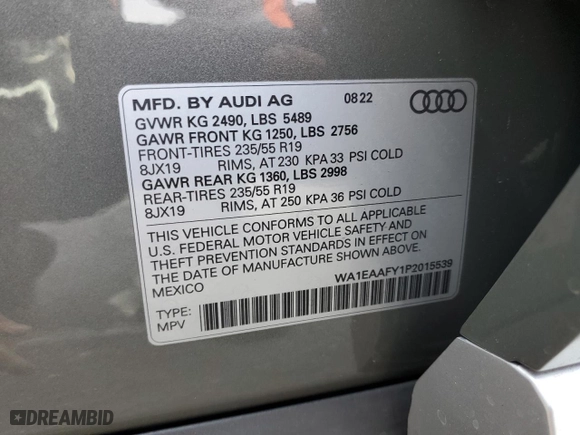 MFD. BY AUDI AG 08 22
GVWR KG 2490, LBS 5489
GAWR FRONT KG 1250, LBS 2756
FRONT-TIRES 235/55 R19
8JX19 RIMS, AT 230 KPA 33 PSI COLD
GAWR REAR KG 1360, LBS 2998
REAR-TIRES 235/55 R19
8JX19 RIMS, AT 250 KPA 36 PSI COLD
THIS VEHICLE CONFORMS TO ALL APPLICABLE
U.S. FEDERAL MOTOR VEHICLE SAFETY AND
THEFT PREVENTION STANDARDS IN EFFECT ON
THE DATE OF MANUFACTURE SHOWN ABOVE.
MEXICO
WA1EAAFY1P2015539
TYPE:
MPV
DREAMBID